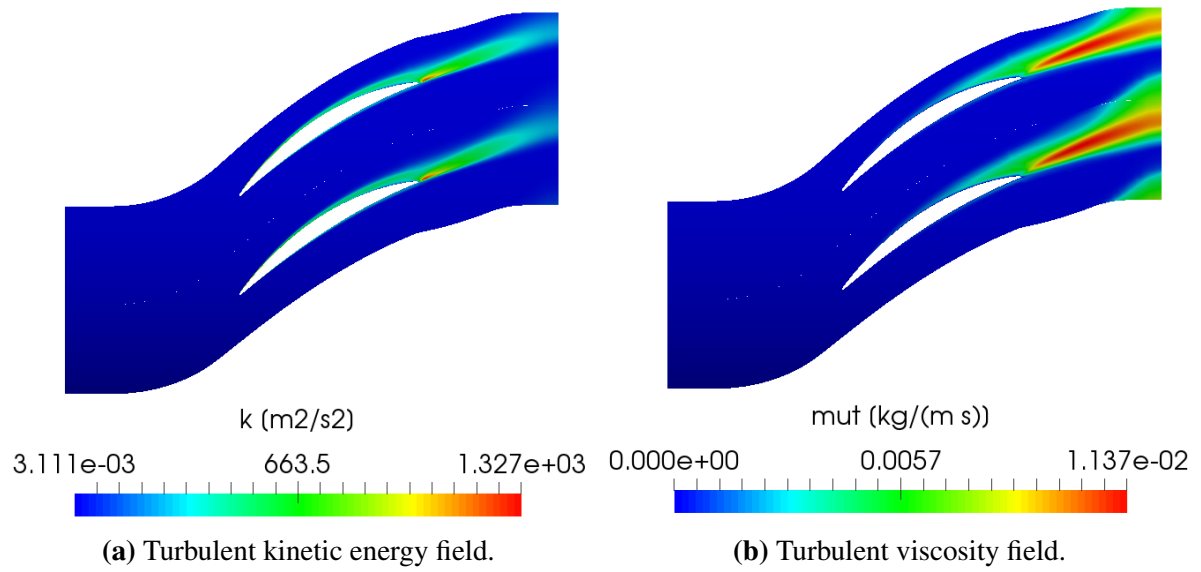 k (m2/s2)
3.111e-03 663.5 1.327e+03
(a) Turbulent kinetic energy field.
mut (kg/(m s))
0.000e+00 0.0057 1.137e-02
(b) Turbulent viscosity field.